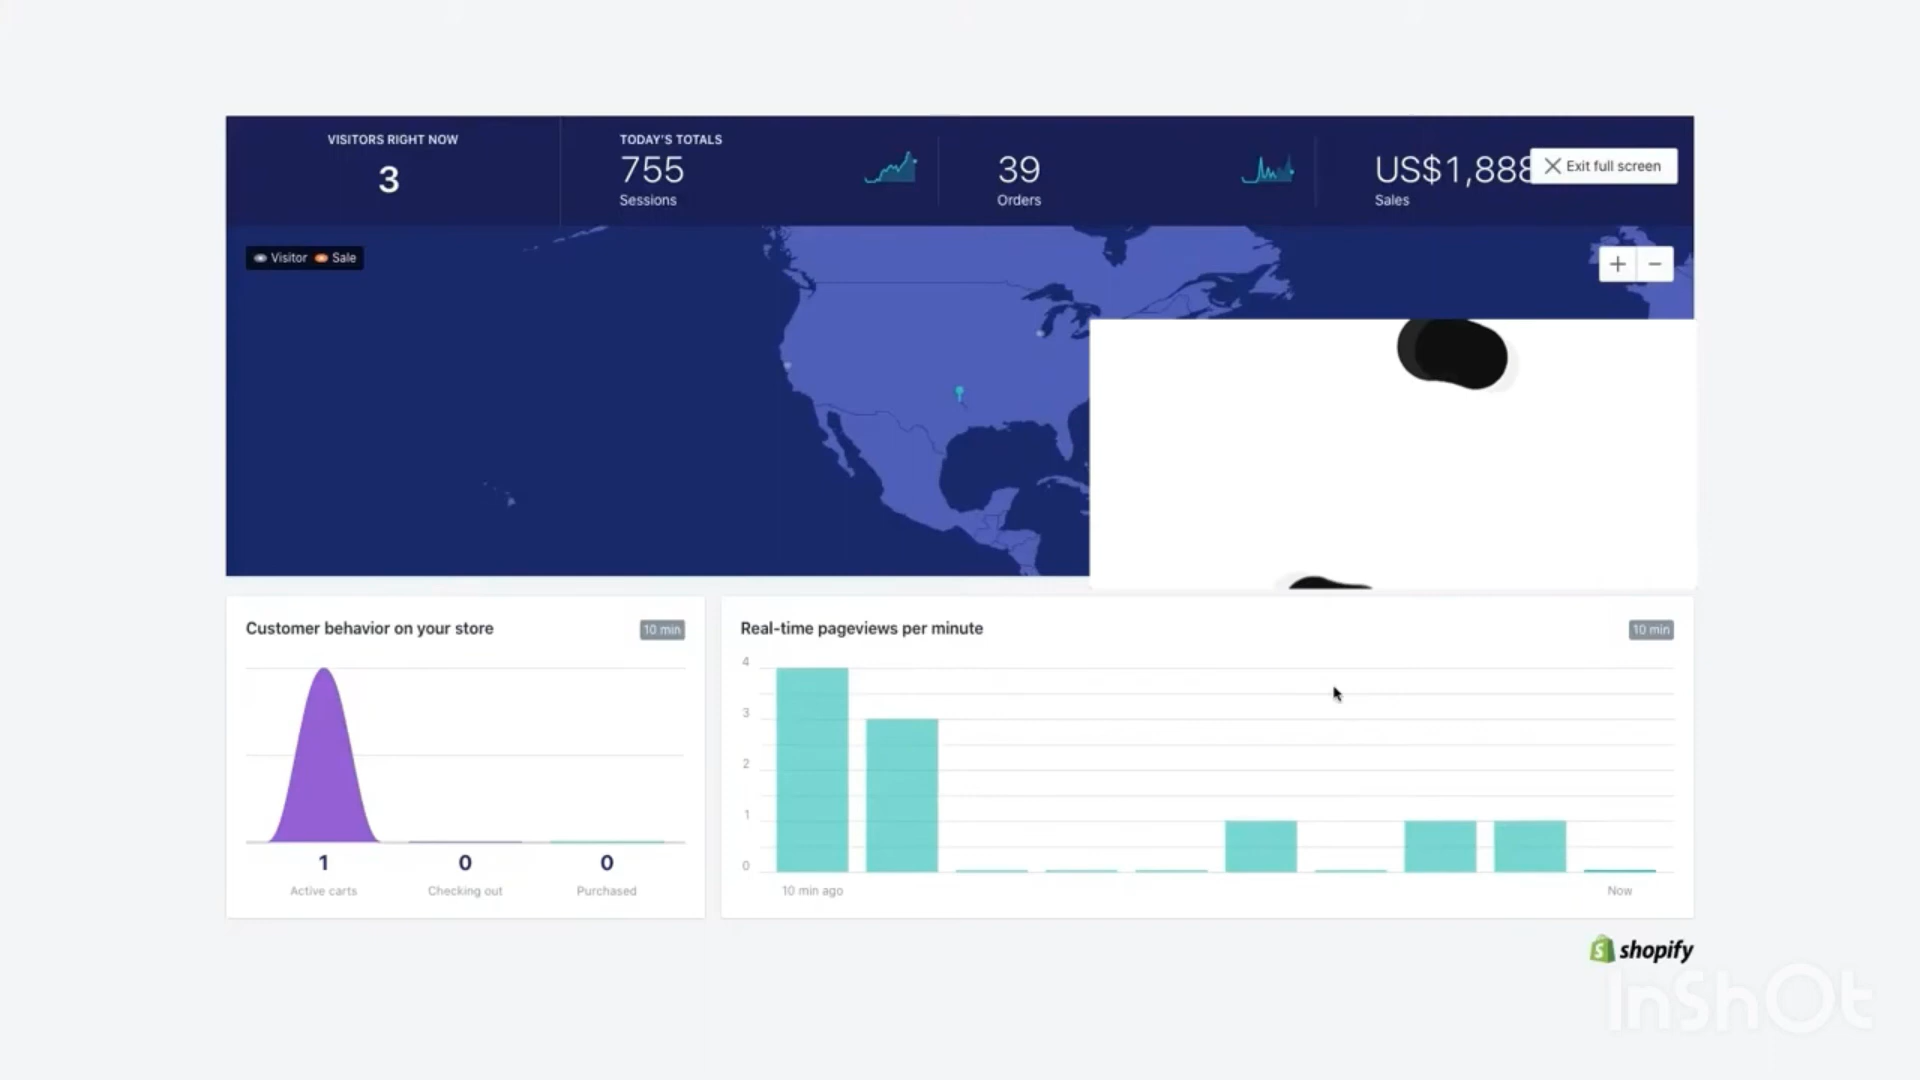 VISITORS RIGHT NOW
3
TODAY'S TOTALS
755
Sessions
39
Orders
US$1,888
Sales
Exit full screen
Visitor Sale
+ −
Customer behavior on your store
10 min
1 0 0
Active carts Checking out Purchased
Real-time pageviews per minute
10 min
4
3
2
1
0
10 min ago Now
shopify
InShOt